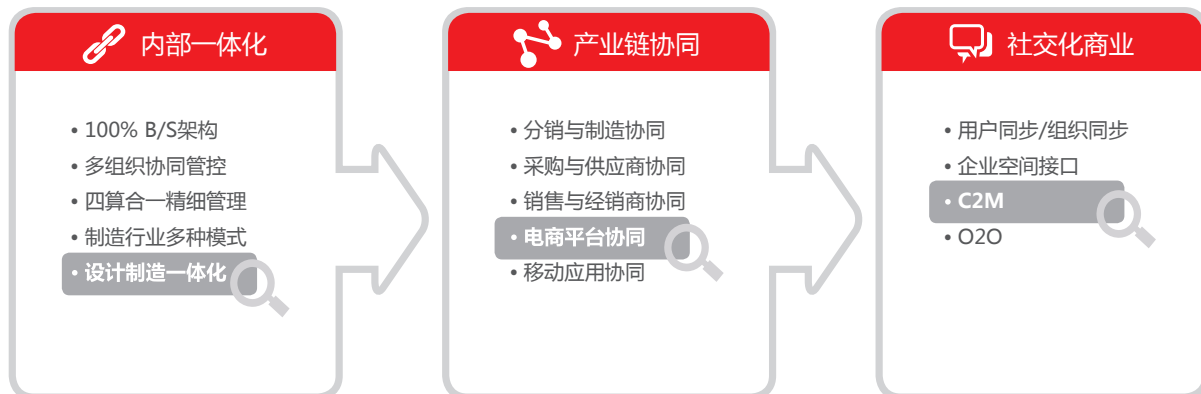 内部一体化
• 100% B/S架构
• 多组织协同管控
• 四算合一精细管理
• 制造行业多种模式
• 设计制造一体化
产业链协同
• 分销与制造协同
• 采购与供应商协同
• 销售与经销商协同
• 电商平台协同
• 移动应用协同
社交化商业
• 用户同步/组织同步
• 企业空间接口
• C2M
• O2O